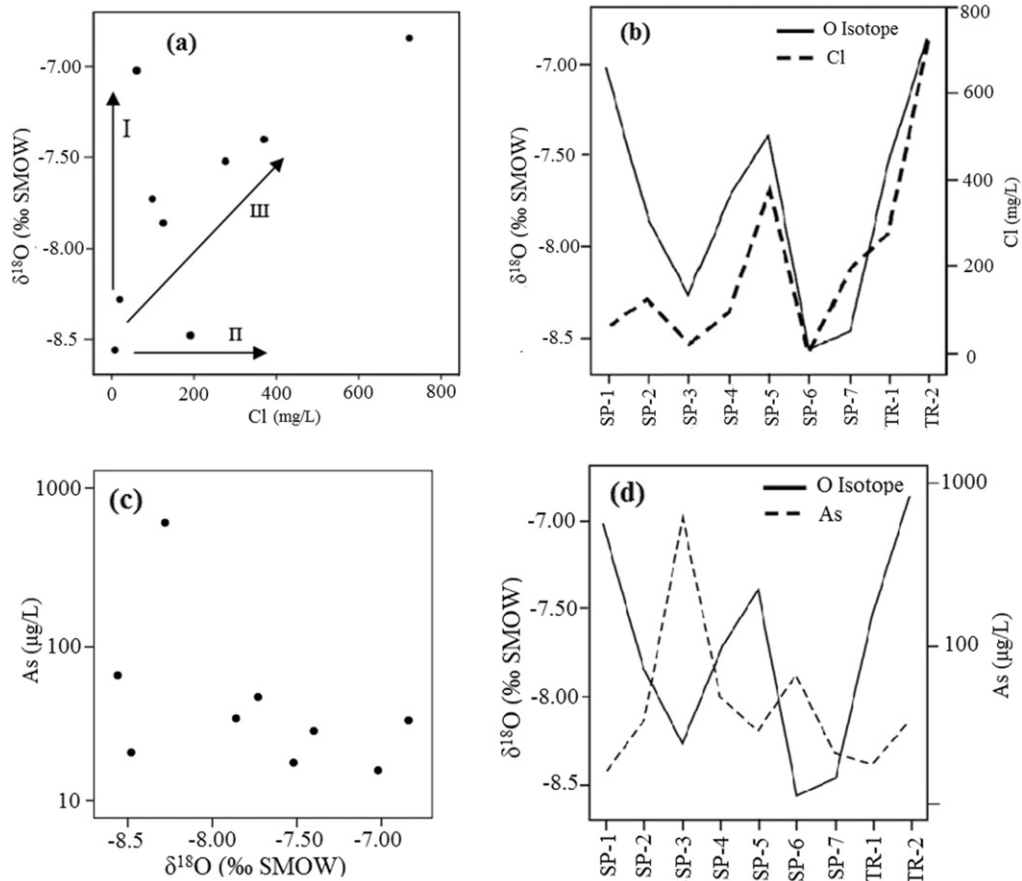 (a)
-7.00
-7.50
-8.00
-8.5
δ¹⁸O (‰ SMOW)
I
III
II
0
200
400
600
800
Cl (mg/L)
(b)
O Isotope
Cl
-7.00
-7.50
-8.00
-8.5
δ¹⁸O (‰ SMOW)
800
600
400
200
0
Cl (mg/L)
SP-1
SP-2
SP-3
SP-4
SP-5
SP-6
SP-7
TR-1
TR-2
(c)
1000
100
10
As (µg/L)
-8.5
-8.00
-7.50
-7.00
δ¹⁸O (‰ SMOW)
(d)
O Isotope
As
-7.00
-7.50
-8.00
-8.5
δ¹⁸O (‰ SMOW)
1000
100
As (µg/L)
SP-1
SP-2
SP-3
SP-4
SP-5
SP-6
SP-7
TR-1
TR-2